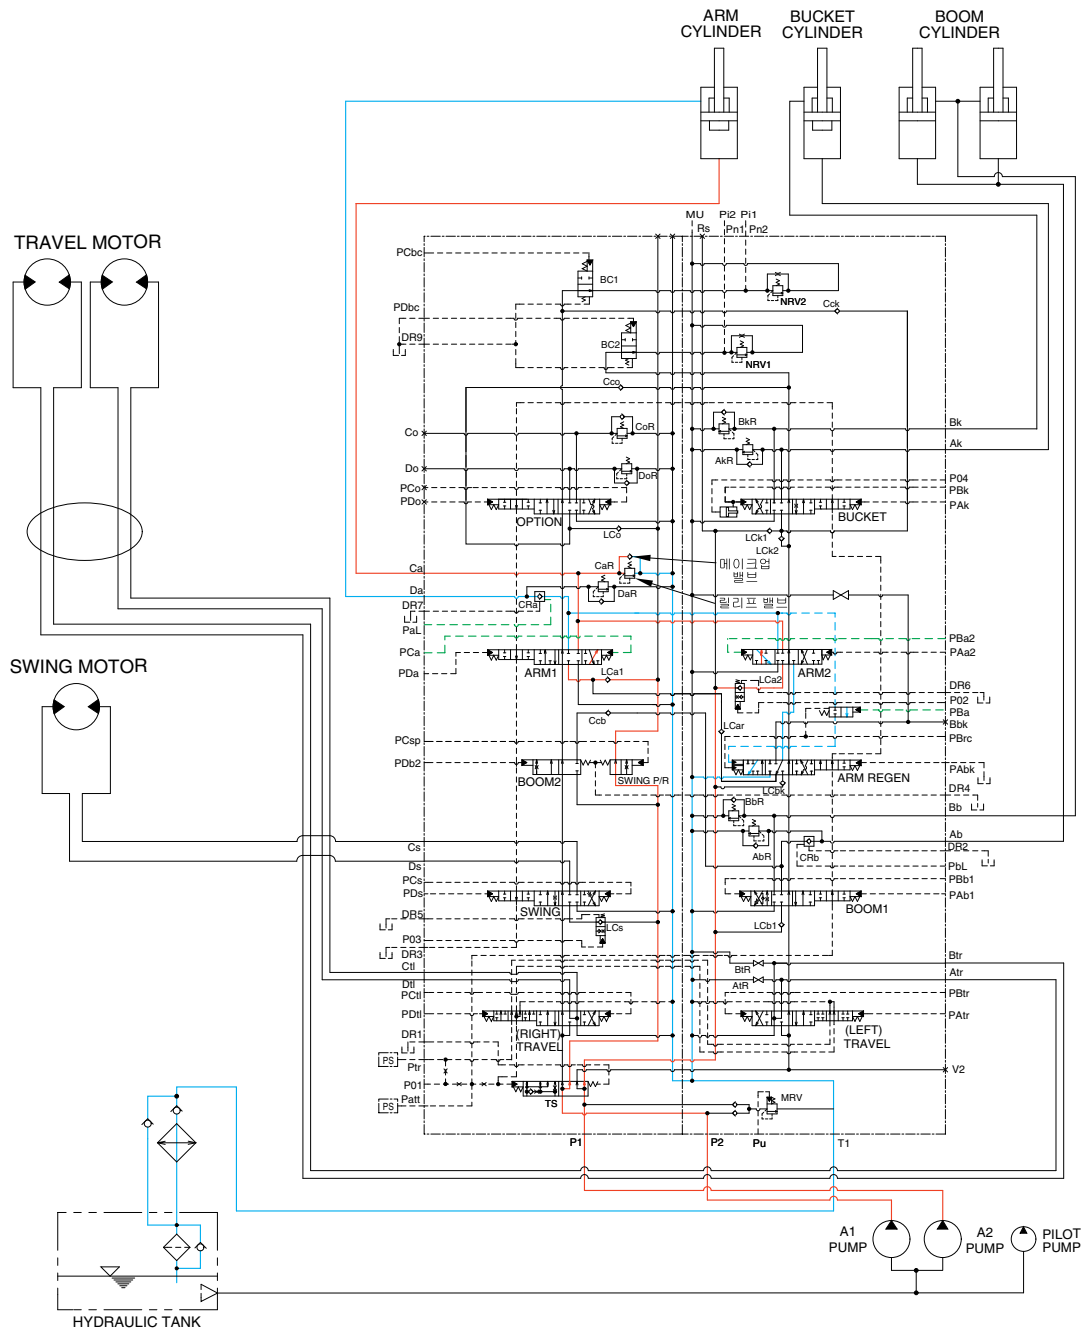 ARM
CYLINDER
BUCKET
CYLINDER
BOOM
CYLINDER
MU
Rs
Pi2
Pi1
Pn1
Pn2
TRAVEL MOTOR
PCbc
BC1
NRV2
Cck
PDbc
DR9
BC2
NRV1
Cco
Co
CoR
BkR
Bk
Ak
AkR
Do
DoR
PCo
PDo
P04
PBk
PAk
OPTION
BUCKET
LCo
LCk1
LCk2
메이크업
밸브
Ca
CaR
릴리프 밸브
Da
DaR
CRa
DR7
PaL
PCa
PDa
PBa2
PAa2
SWING MOTOR
ARM1
LCa1
LCa2
ARM2
DR6
P02
PBa
Bbk
PBrc
Ccb
LCar
PCsp
PDb2
BOOM2
SWING P/R
ARM REGEN
PAbk
LCbk
DR4
Bb
BbR
Ab
DR2
AbR
CRb
PbL
Cs
Ds
PCs
PDs
PBb1
PAb1
SWING
BOOM1
DR5
LCs
LCb1
P03
DR3
Ctl
Btr
Atr
BtR
AtR
Dtl
PCtl
PDtl
PBtr
PAtr
(RIGHT)
TRAVEL
(LEFT)
TRAVEL
DR1
PS
Ptr
P01
V2
Patt
PS
TS
MRV
P1
P2
Pu
T1
A1
PUMP
A2
PUMP
PILOT
PUMP
HYDRAULIC TANK